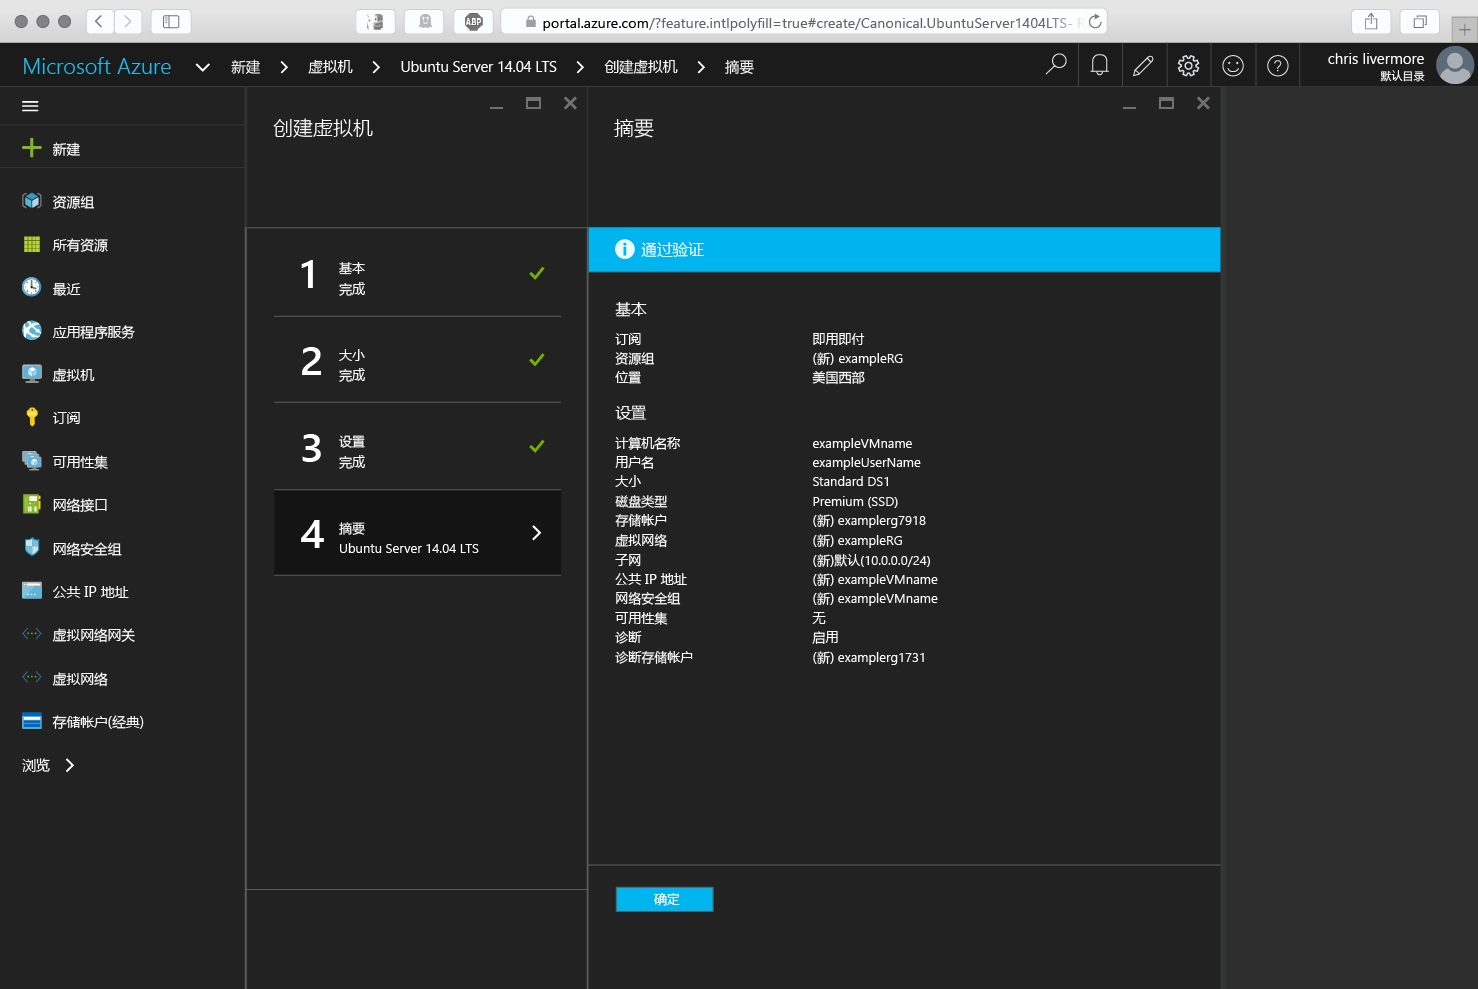 ABP
portal.azure.com/?feature.intlpolyfill=true#create/Canonical.UbuntuServer1404LTS-
Microsoft Azure
新建
虚拟机
Ubuntu Server 14.04 LTS
创建虚拟机
摘要
chris livermore
默认目录
新建
资源组
所有资源
最近
应用程序服务
虚拟机
订阅
可用性集
网络接口
网络安全组
公共 IP 地址
虚拟网络网关
虚拟网络
存储帐户(经典)
浏览
创建虚拟机
1
基本
完成
2
大小
完成
3
设置
完成
4
摘要
Ubuntu Server 14.04 LTS
摘要
通过验证
基本
订阅 即用即付
资源组 (新) exampleRG
位置 美国西部
设置
计算机名称 exampleVMname
用户名 exampleUserName
大小 Standard DS1
磁盘类型 Premium (SSD)
存储帐户 (新) examplerg7918
虚拟网络 (新) exampleRG
子网 (新)默认(10.0.0.0/24)
公共 IP 地址 (新) exampleVMname
网络安全组 (新) exampleVMname
可用性集 无
诊断 启用
诊断存储帐户 (新) examplerg1731
确定